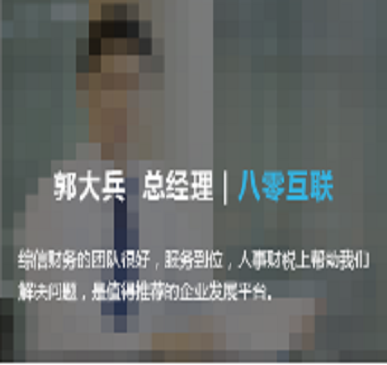 郭大兵 总经理 | 八零互联
综信财务的团队很好，服务到位，人事财税上帮助我们
解决问题，是值得推荐的企业发展平台。